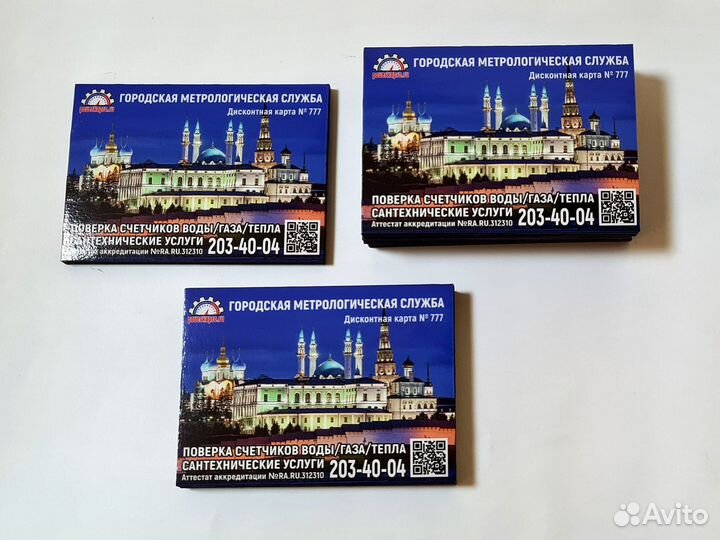 ГОРОДСКАЯ МЕТРОЛОГИЧЕСКАЯ СЛУЖБА
Дисконтная карта № 777
ПОВЕРКА СЧЕТЧИКОВ ВОДЫ/ГАЗА/ТЕПЛА
САНТЕХНИЧЕСКИЕ УСЛУГИ 203-40-04
Аттестат аккредитации №RA.RU.312310
ГОРОДСКАЯ МЕТРОЛОГИЧЕСКАЯ СЛУЖБА
Дисконтная карта № 777
ПОВЕРКА СЧЕТЧИКОВ ВОДЫ/ГАЗА/ТЕПЛА
САНТЕХНИЧЕСКИЕ УСЛУГИ 203-40-04
Аттестат аккредитации №RA.RU.312310
ГОРОДСКАЯ МЕТРОЛОГИЧЕСКАЯ СЛУЖБА
Дисконтная карта № 777
ПОВЕРКА СЧЕТЧИКОВ ВОДЫ/ГАЗА/ТЕПЛА
САНТЕХНИЧЕСКИЕ УСЛУГИ 203-40-04
Аттестат аккредитации №RA.RU.312310
Avito